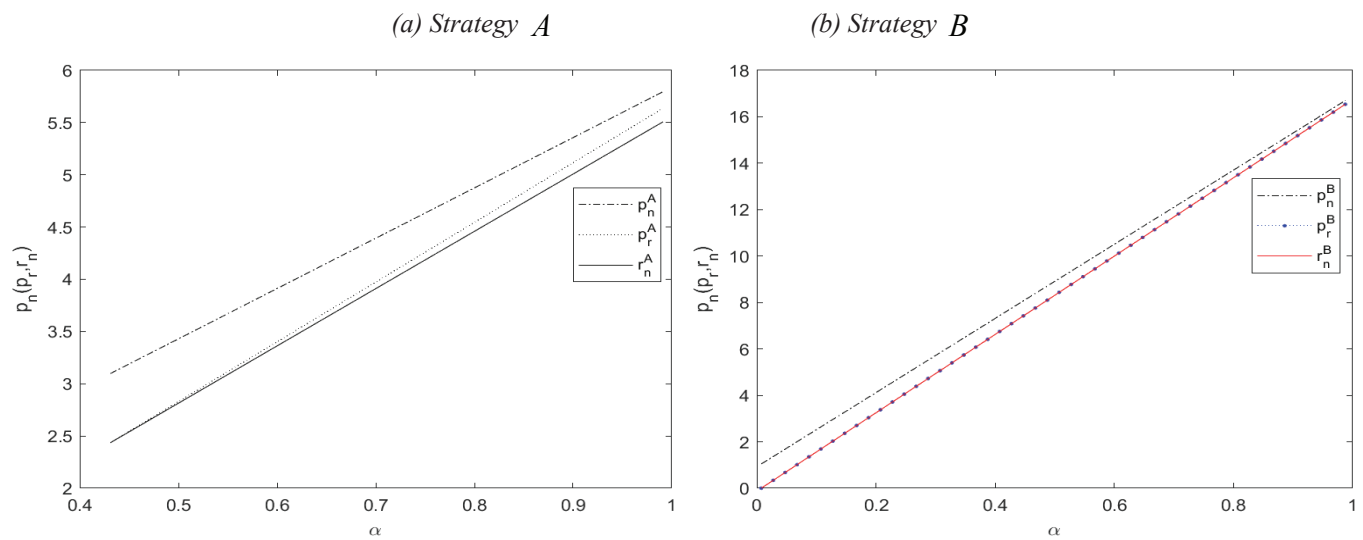 (a) Strategy A
(b) Strategy B
6
5.5
5
4.5
4
3.5
3
2.5
2
p_n(p_r,r_n)
0.4 0.5 0.6 0.7 0.8 0.9 1
α
p_n^A
p_r^A
r_n^A
18
16
14
12
10
8
6
4
2
0
p_n(p_r,r_n)
0 0.2 0.4 0.6 0.8 1
α
p_n^B
p_r^B
r_n^B